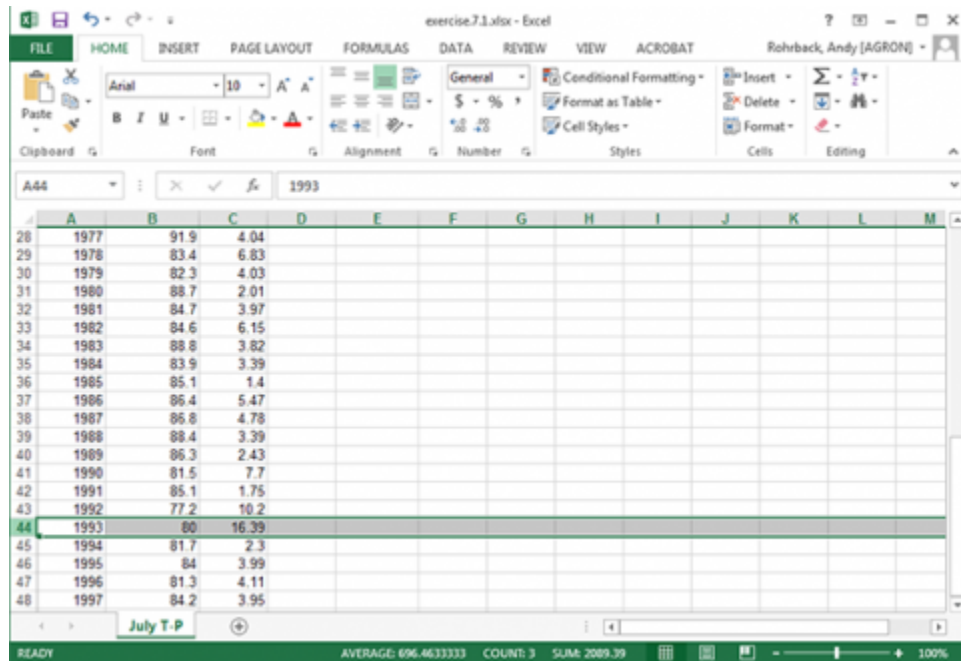 exercise.7.1.xlsx - Excel
FILE HOME INSERT PAGE LAYOUT FORMULAS DATA REVIEW VIEW ACROBAT Rohrback, Andy [AGRON]
Paste
Arial 10 A A
B I U A
General
$ % ,
Conditional Formatting
Format as Table
Cell Styles
Insert
Delete
Format
Clipboard Font Alignment Number Styles Cells Editing
A44 fx 1993
A B C D E F G H I J K L M
28 1977 91.9 4.04
29 1978 83.4 6.83
30 1979 82.3 4.03
31 1980 88.7 2.01
32 1981 84.7 3.97
33 1982 84.6 6.15
34 1983 88.8 3.82
35 1984 83.9 3.39
36 1985 85.1 1.4
37 1986 86.4 5.47
38 1987 86.8 4.78
39 1988 88.4 3.39
40 1989 86.3 2.43
41 1990 81.5 7.7
42 1991 85.1 1.75
43 1992 77.2 10.2
44 1993 80 16.39
45 1994 81.7 2.3
46 1995 84 3.99
47 1996 81.3 4.11
48 1997 84.2 3.95
July T-P
READY AVERAGE: 696.4633333 COUNT: 3 SUM: 2089.39 100%